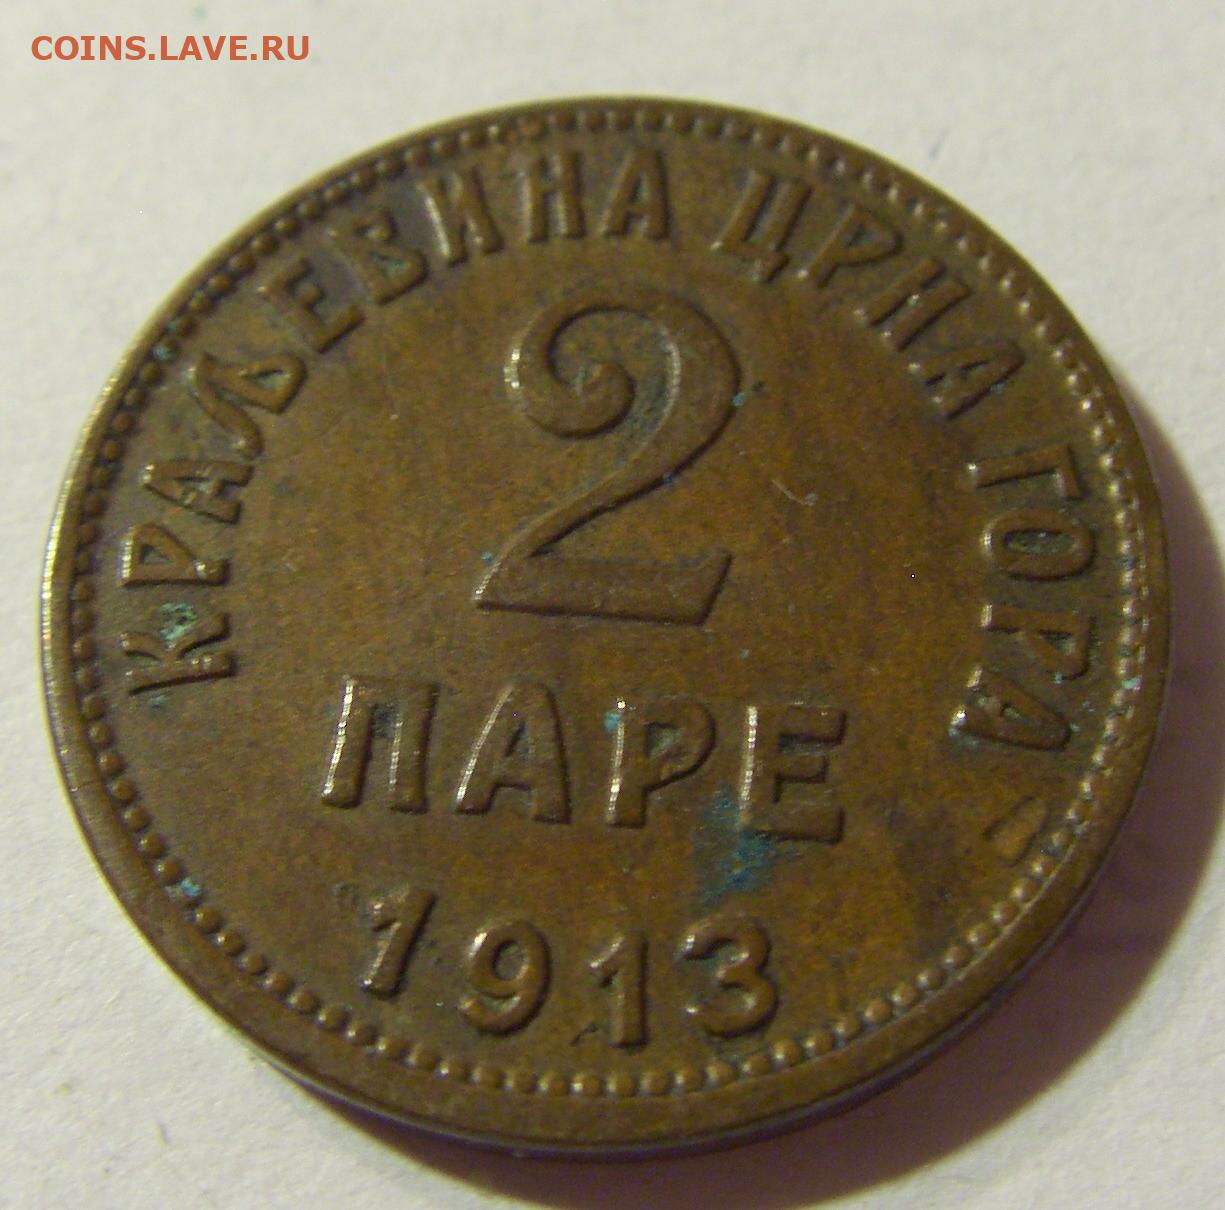 COINS.LAVE.RU
КРАЉЕВИНА ЦРНА ГОРА
2
ПАРЕ
1913